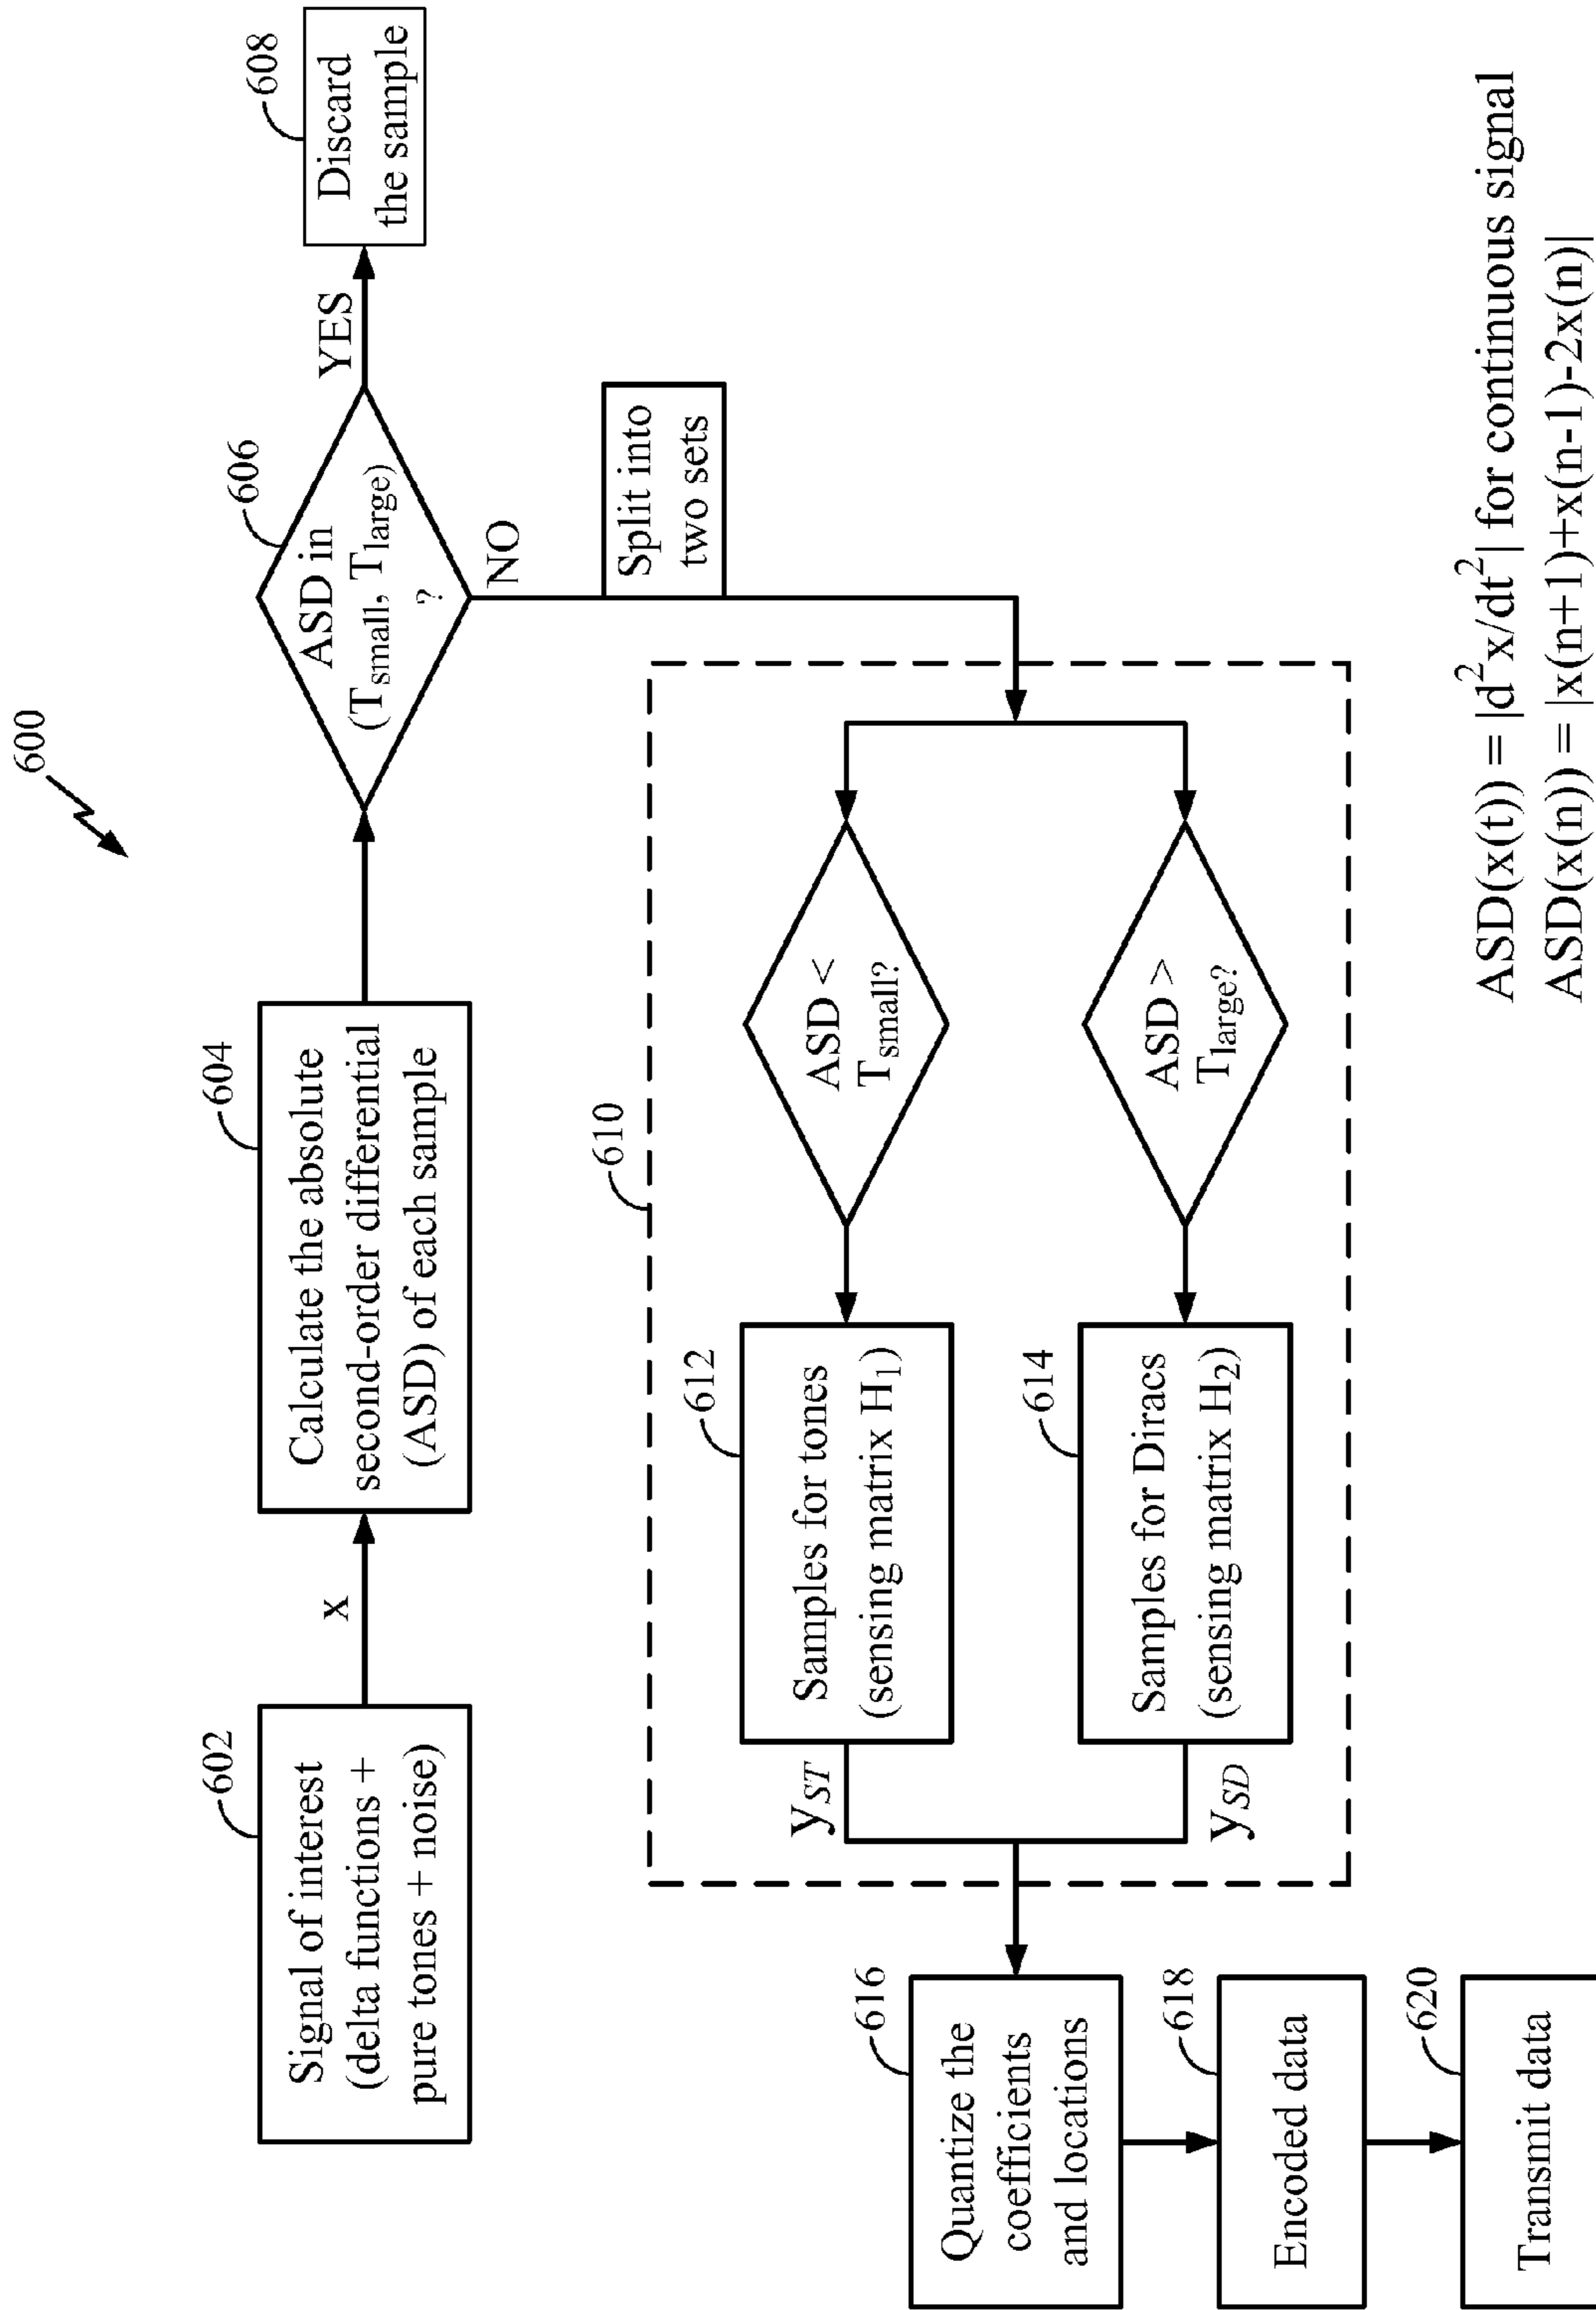 600
602
Signal of interest
(delta functions +
pure tones + noise)
x
604
Calculate the absolute
second-order differential
(ASD) of each sample
606
ASD in
(Tsmall, Tlarge)
?
YES
608
Discard
the sample
NO
Split into
two sets
610
ASD <
Tsmall?
ASD >
Tlarge?
612
Samples for tones
(sensing matrix H1)
614
Samples for Diracs
(sensing matrix H2)
yST
ySD
616
Quantize the
coefficients
and locations
618
Encoded data
620
Transmit data
ASD(x(t)) = |d²x/dt²| for continuous signal
ASD(x(n)) = |x(n+1)+x(n-1)-2x(n)|